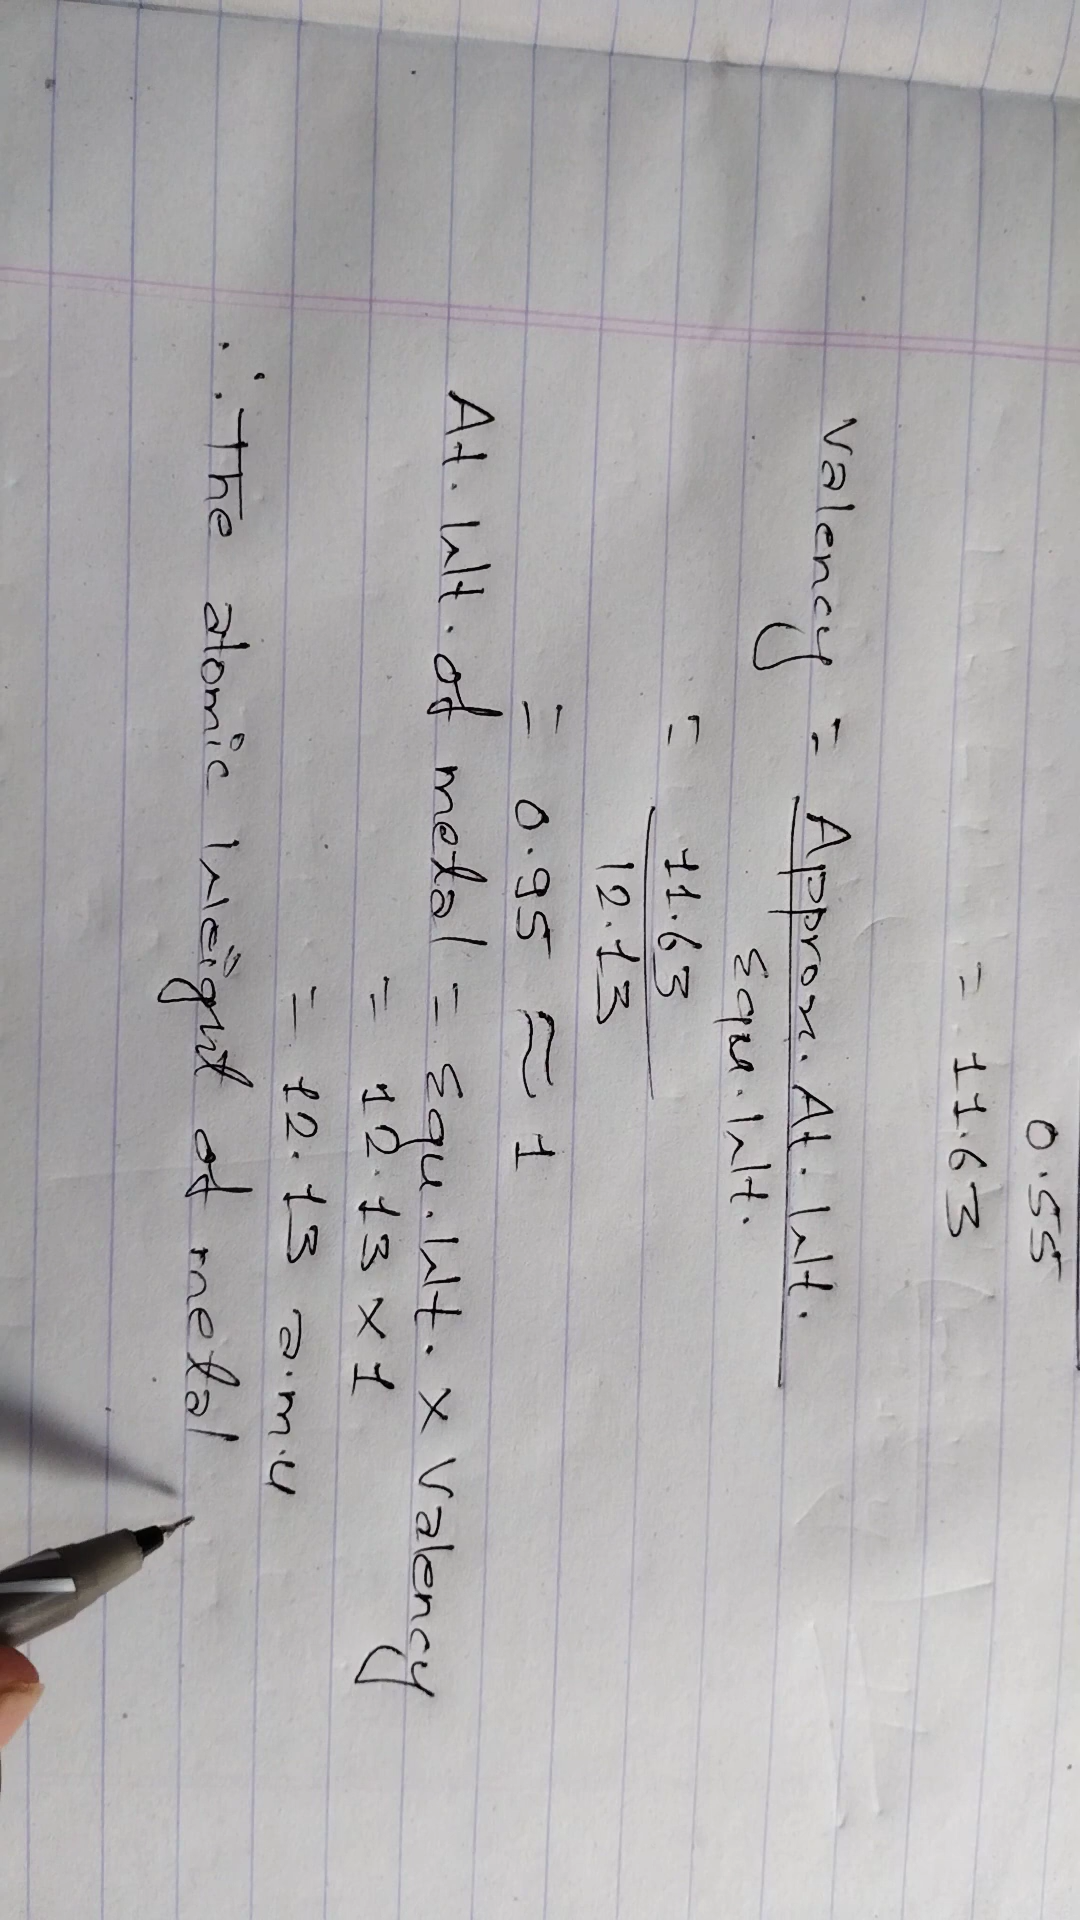 0.55
= 11.63
valency = Approx. At. Wt.
Equ. Wt.
= 11.63
12.13
= 0.95 ≈ 1
At. Wt. of metal = Equ. Wt. x valency
= 12.13 x 1
= 12.13 a.m.u
∴ The atomic weight of metal